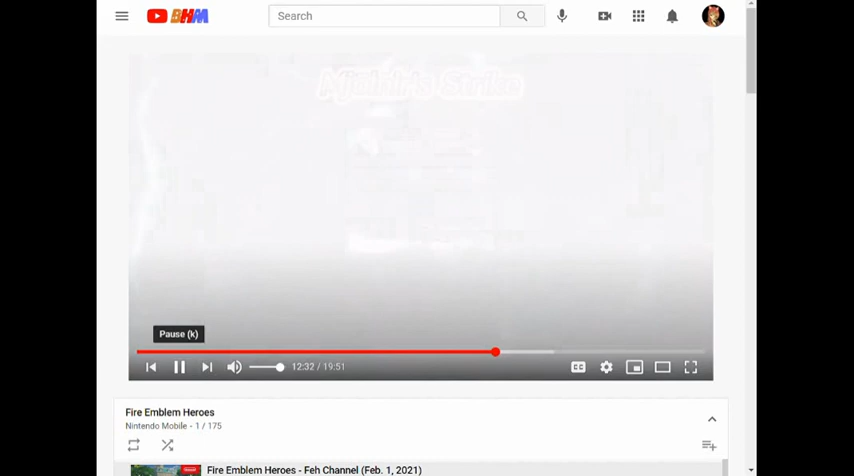 BHM
Search
Mjölnir's Strike
Pause (k)
12:32 / 19:51
CC
Fire Emblem Heroes
Nintendo Mobile - 1 / 175
Fire Emblem Heroes - Feh Channel (Feb. 1, 2021)